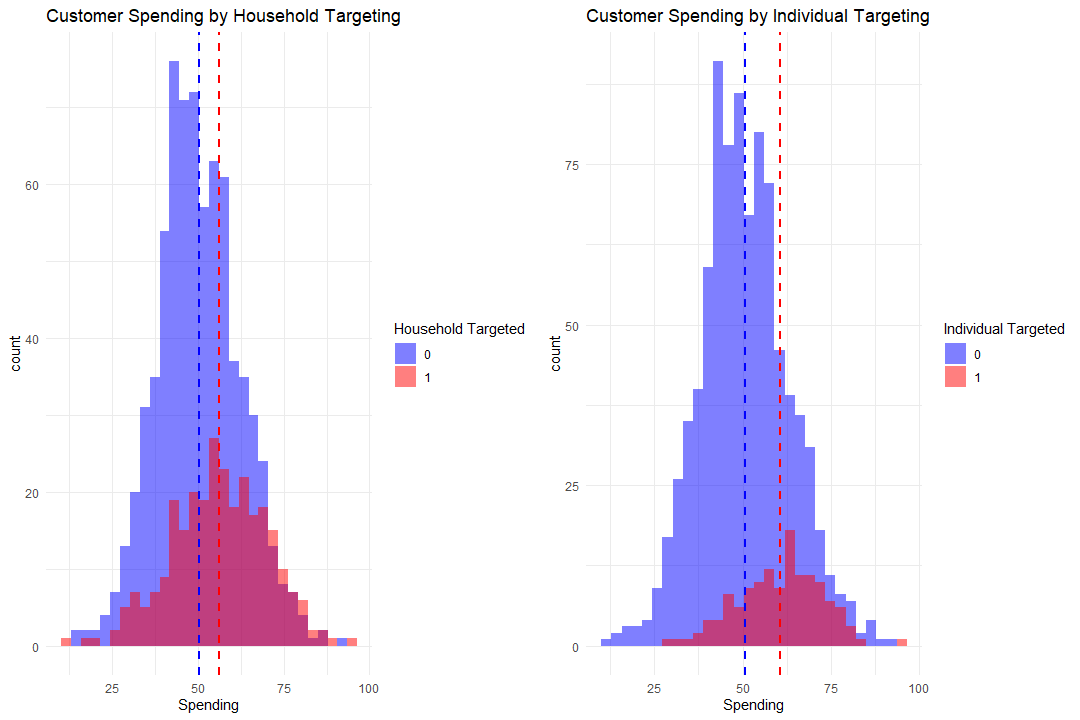 Customer Spending by Household Targeting
60
40
20
0
count
25 50 75 100
Spending
Household Targeted
0
1
Customer Spending by Individual Targeting
75
50
25
0
count
25 50 75 100
Spending
Individual Targeted
0
1